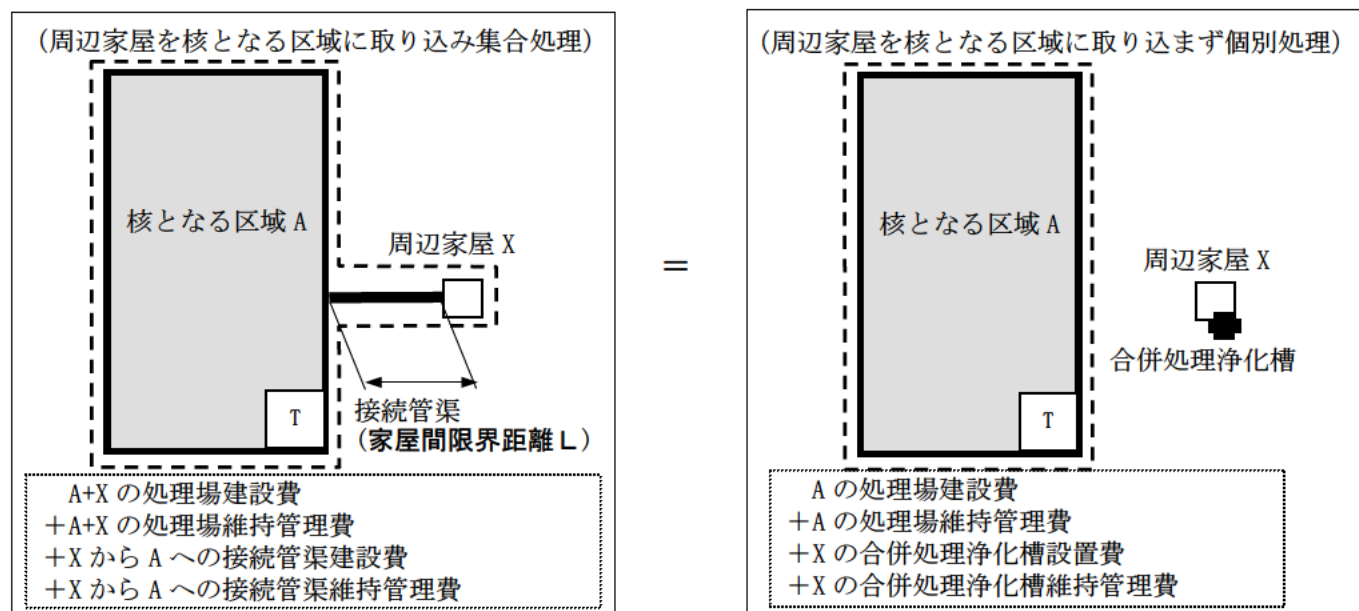 (周辺家屋を核となる区域に取り込み集合処理)
核となる区域 A
周辺家屋 X
T
接続管渠
(家屋間限界距離L)
A+X の処理場建設費
+A+X の処理場維持管理費
+X から A への接続管渠建設費
+X から A への接続管渠維持管理費
=
(周辺家屋を核となる区域に取り込まず個別処理)
核となる区域 A
周辺家屋 X
合併処理浄化槽
T
A の処理場建設費
+A の処理場維持管理費
+X の合併処理浄化槽設置費
+X の合併処理浄化槽維持管理費